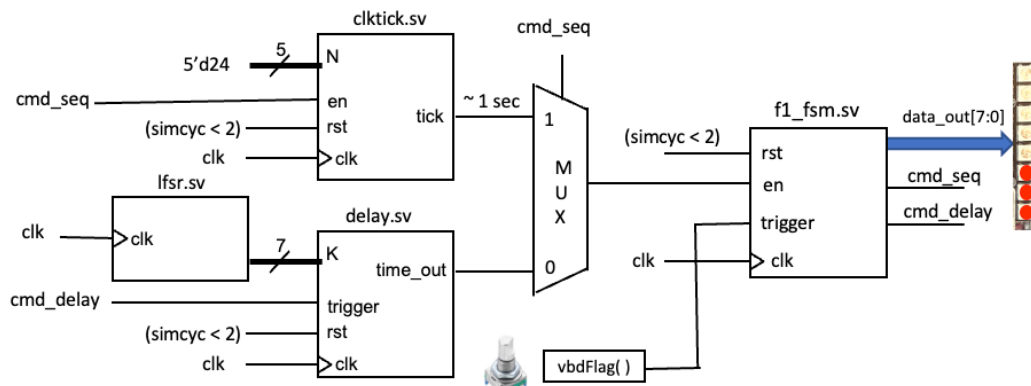 clktick.sv
5'd24
5
N
cmd_seq
en
(simcyc < 2)
rst
clk
clk
tick
~ 1 sec
cmd_seq
1
M
U
X
0
lfsr.sv
clk
clk
delay.sv
7
K
time_out
cmd_delay
trigger
(simcyc < 2)
rst
clk
clk
f1_fsm.sv
(simcyc < 2)
rst
en
trigger
clk
clk
data_out[7:0]
cmd_seq
cmd_delay
vbdFlag( )